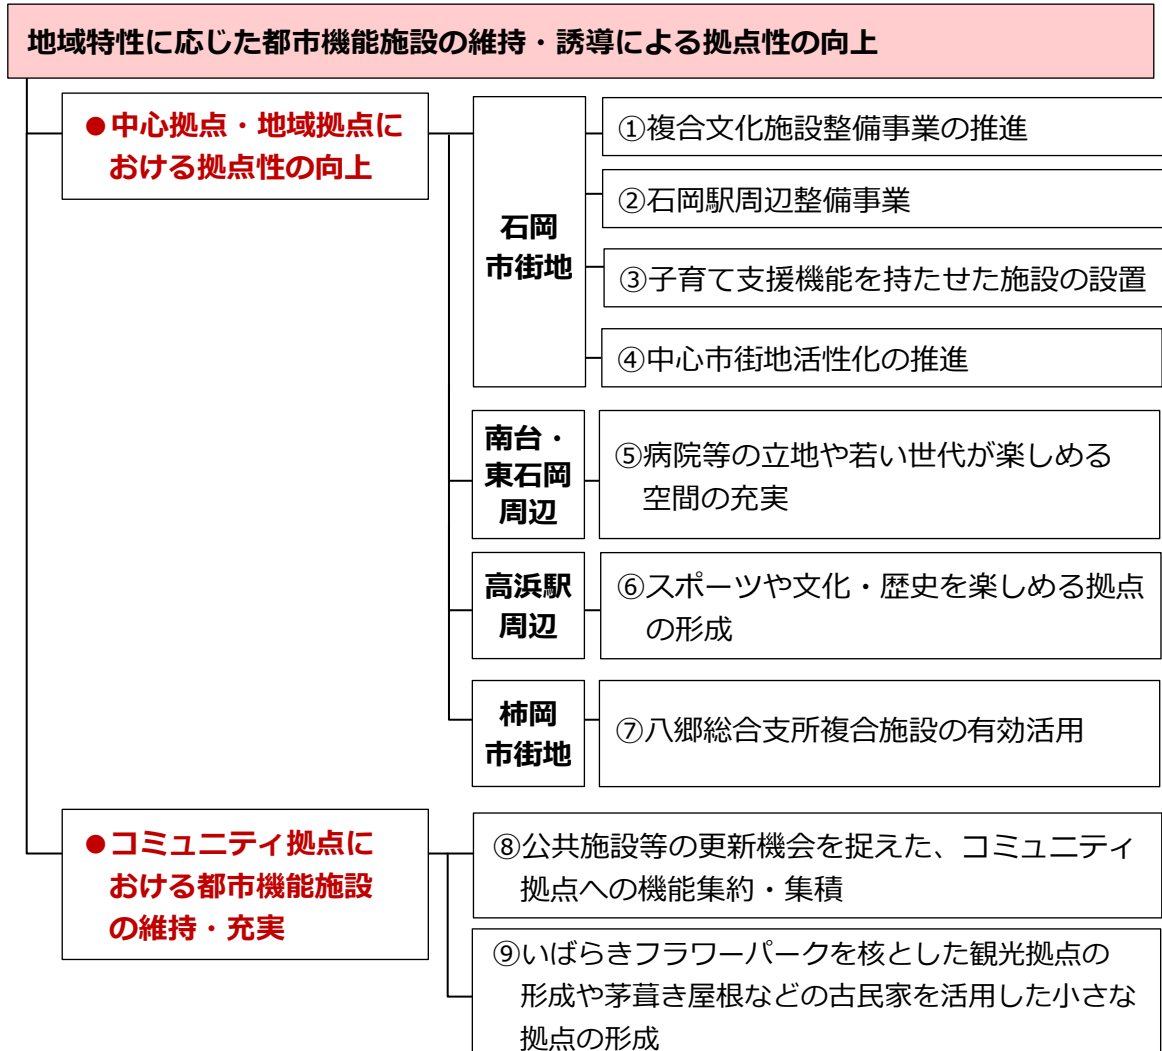 地域特性に応じた都市機能施設の維持・誘導による拠点性の向上
●中心拠点・地域拠点に
おける拠点性の向上
石岡
市街地
①複合文化施設整備事業の推進
②石岡駅周辺整備事業
③子育て支援機能を持たせた施設の設置
④中心市街地活性化の推進
南台・
東石岡
周辺
⑤病院等の立地や若い世代が楽しめる
空間の充実
高浜駅
周辺
⑥スポーツや文化・歴史を楽しめる拠点
の形成
柿岡
市街地
⑦八郷総合支所複合施設の有効活用
●コミュニティ拠点に
おける都市機能施設
の維持・充実
⑧公共施設等の更新機会を捉えた、コミュニティ
拠点への機能集約・集積
⑨いばらきフラワーパークを核とした観光拠点の
形成や茅葺き屋根などの古民家を活用した小さな
拠点の形成